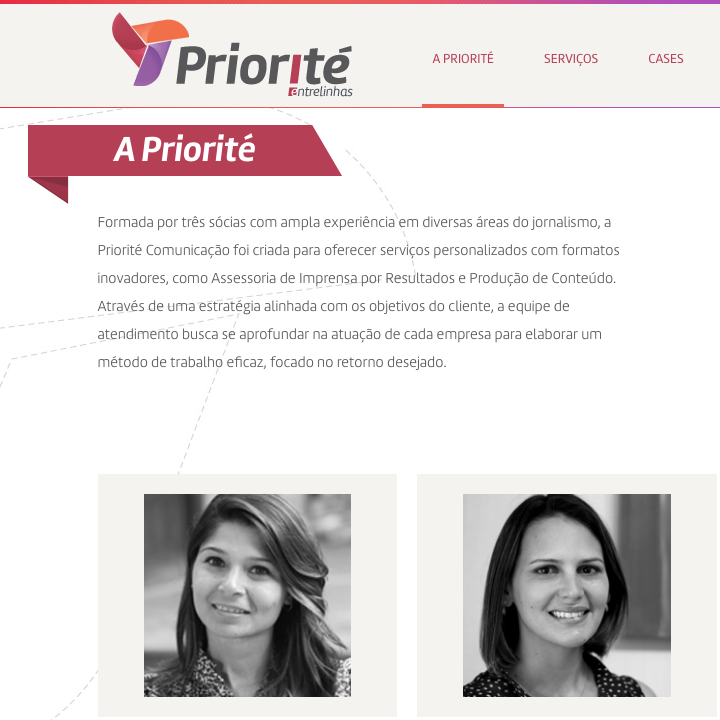 Priorité
entrelinhas
A PRIORITÉ
SERVIÇOS
CASES
A Priorité
Formada por três sócias com ampla experiência em diversas áreas do jornalismo, a
Priorité Comunicação foi criada para oferecer serviços personalizados com formatos
inovadores, como Assessoria de Imprensa por Resultados e Produção de Conteúdo.
Através de uma estratégia alinhada com os objetivos do cliente, a equipe de
atendimento busca se aprofundar na atuação de cada empresa para elaborar um
método de trabalho eficaz, focado no retorno desejado.